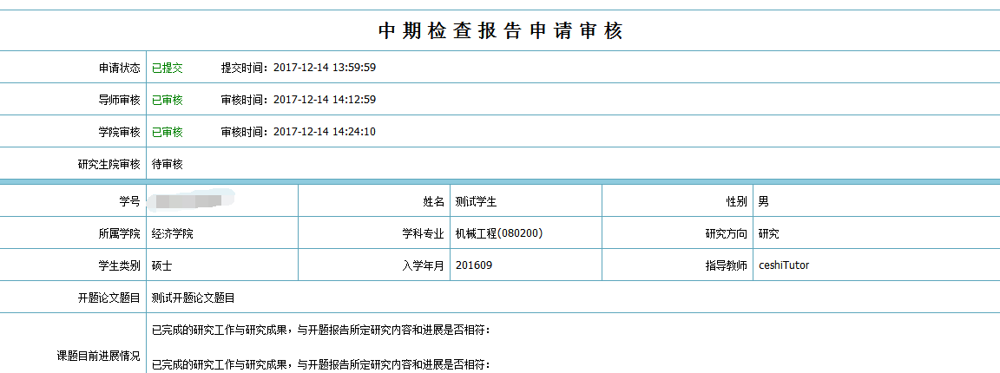 中期检查报告申请审核
申请状态 已提交 提交时间：2017-12-14 13:59:59
导师审核 已审核 审核时间：2017-12-14 14:12:59
学院审核 已审核 审核时间：2017-12-14 14:24:10
研究生院审核 待审核
学号 姓名 测试学生 性别 男
所属学院 经济学院 学科专业 机械工程(080200) 研究方向 研究
学生类别 硕士 入学年月 201609 指导教师 ceshiTutor
开题论文题目 测试开题论文题目
已完成的研究工作与研究成果，与开题报告所定研究内容和进展是否相符：
课题目前进展情况
已完成的研究工作与研究成果，与开题报告所定研究内容和进展是否相符：